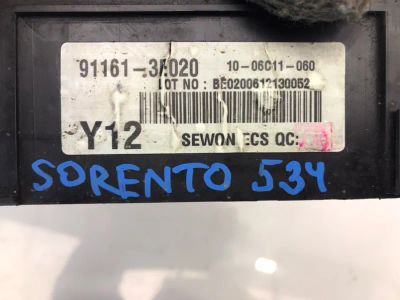 91161-3E020 10-06C11-060
LOT NO : BE0200612130052
Y12 SEWON ECS QC:
SORENTO 534